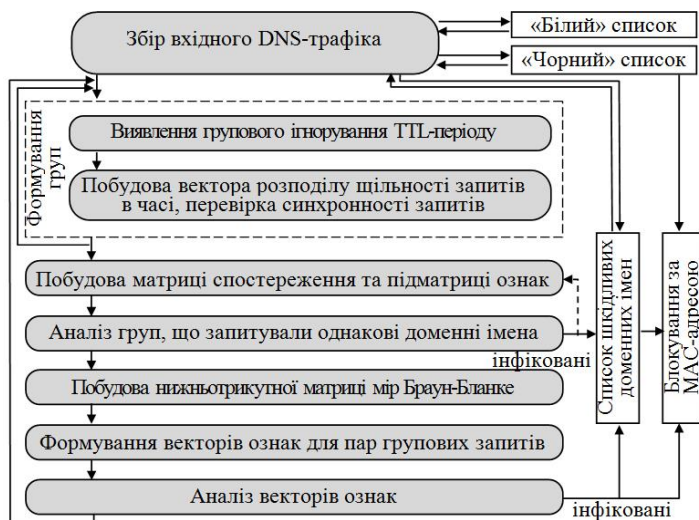 Збір вхідного DNS-трафіка
«Білий» список
«Чорний» список
Формування
груп
Виявлення групового ігнорування TTL-періоду
Побудова вектора розподілу щільності запитів
в часі, перевірка синхронності запитів
Побудова матриці спостереження та підматриці ознак
Аналіз груп, що запитували однакові доменні імена
інфіковані
Список шкідливих
доменних імен
Блокування за
MAC-адресою
Побудова нижньотрикутної матриці мір Браун-Бланке
Формування векторів ознак для пар групових запитів
Аналіз векторів ознак
інфіковані